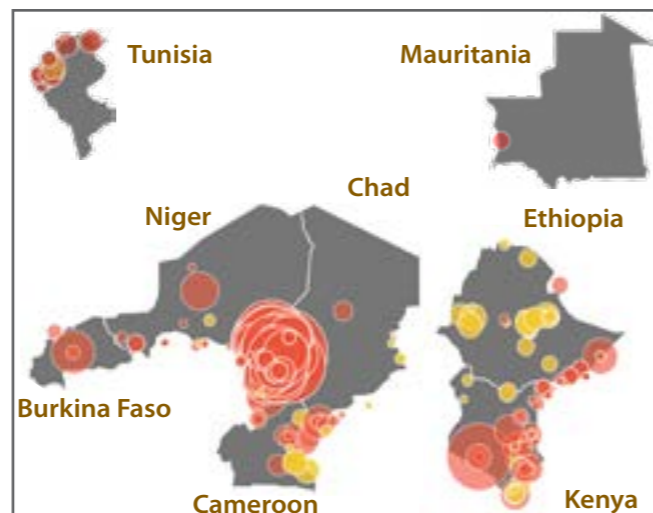 Tunisia
Mauritania
Chad
Niger
Ethiopia
Burkina Faso
Cameroon
Kenya